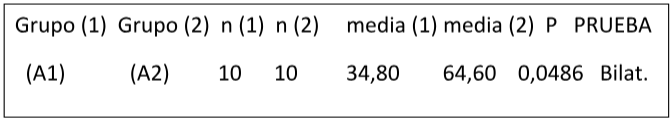 Grupo (1) Grupo (2) n (1) n (2) media (1) media (2) P PRUEBA
(A1) (A2) 10 10 34,80 64,60 0,0486 Bilat.